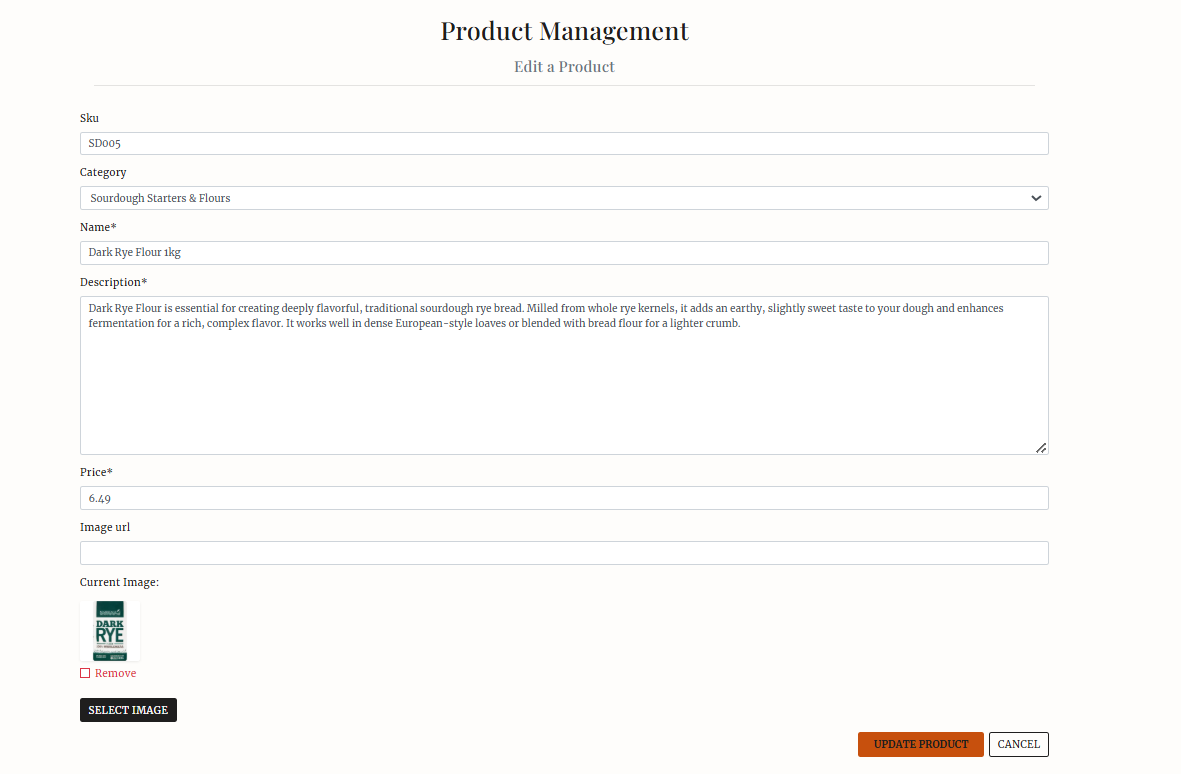 Product Management
Edit a Product
Sku
SD005
Category
Sourdough Starters & Flours
Name*
Dark Rye Flour 1kg
Description*
Dark Rye Flour is essential for creating deeply flavorful, traditional sourdough rye bread. Milled from whole rye kernels, it adds an earthy, slightly sweet taste to your dough and enhances
fermentation for a rich, complex flavor. It works well in dense European-style loaves or blended with bread flour for a lighter crumb.
Price*
6.49
Image url
Current Image:
DARK
RYE
Remove
SELECT IMAGE
UPDATE PRODUCT CANCEL